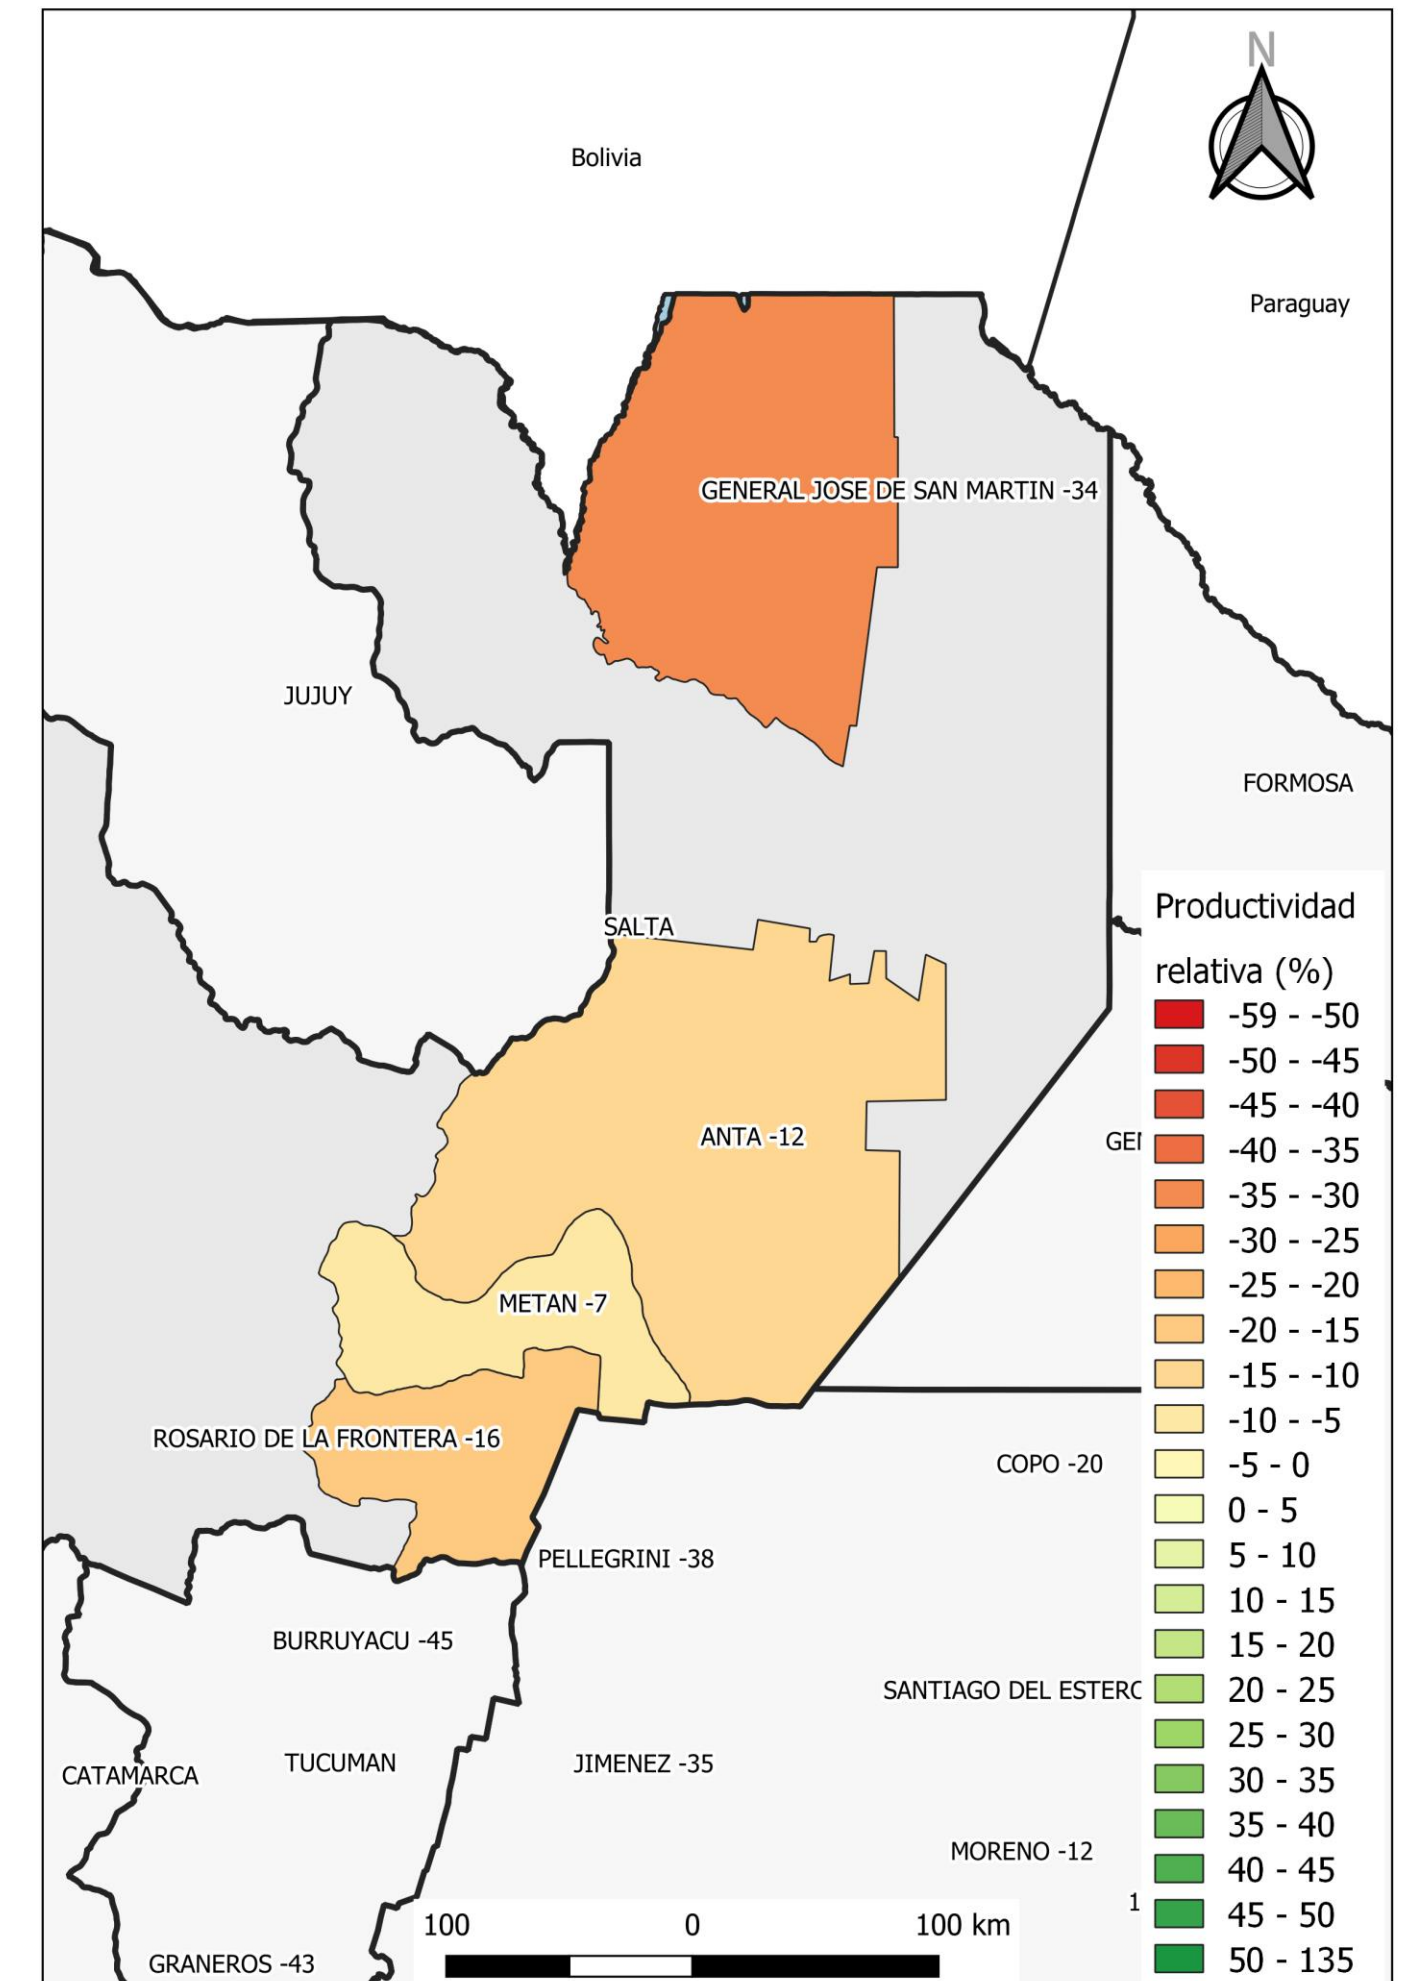 N
Bolivia
Paraguay
GENERAL JOSE DE SAN MARTIN -34
JUJUY
FORMOSA
SALTA
ANTA -12
GEN
METAN -7
ROSARIO DE LA FRONTERA -16
COPO -20
PELLEGRINI -38
BURRUYACU -45
SANTIAGO DEL ESTERO
TUCUMAN
JIMENEZ -35
CATAMARCA
MORENO -12
1
GRANEROS -43
100 0 100 km
Productividad
relativa (%)
-59 - -50
-50 - -45
-45 - -40
-40 - -35
-35 - -30
-30 - -25
-25 - -20
-20 - -15
-15 - -10
-10 - -5
-5 - 0
0 - 5
5 - 10
10 - 15
15 - 20
20 - 25
25 - 30
30 - 35
35 - 40
40 - 45
45 - 50
50 - 135